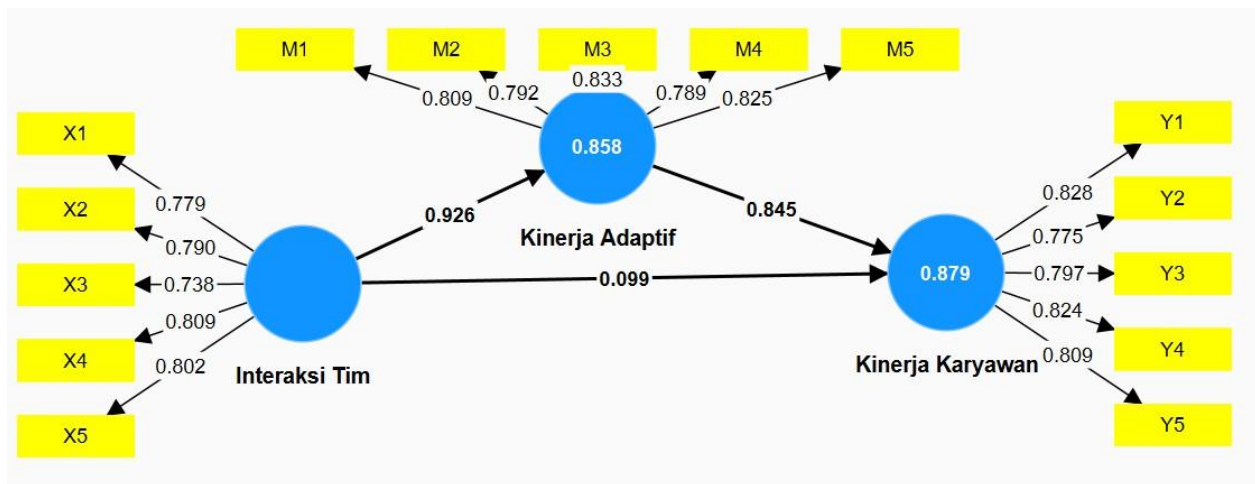 M1
M2
M3
M4
M5
0.809
0.792
0.833
0.789
0.825
0.858
X1
X2
X3
X4
X5
0.779
0.790
0.738
0.809
0.802
Interaksi Tim
0.926
Kinerja Adaptif
0.845
0.099
0.879
Kinerja Karyawan
0.828
0.775
0.797
0.824
0.809
Y1
Y2
Y3
Y4
Y5